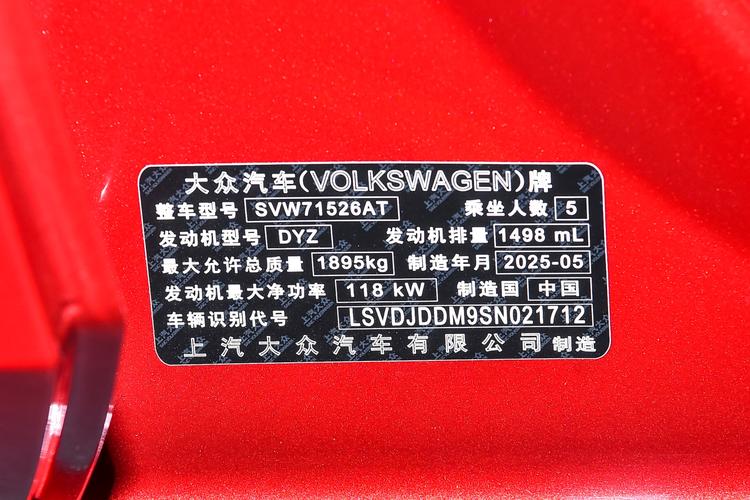 大众汽车(VOLKSWAGEN)牌
整车型号 SVW71526AT 乘坐人数 5
发动机型号 DYZ 发动机排量 1498 mL
最大允许总质量 1895kg 制造年月 2025-05
发动机最大净功率 118 kW 制造国 中国
车辆识别代号 LSVDJDDM9SN021712
上汽大众汽车有限公司 制造